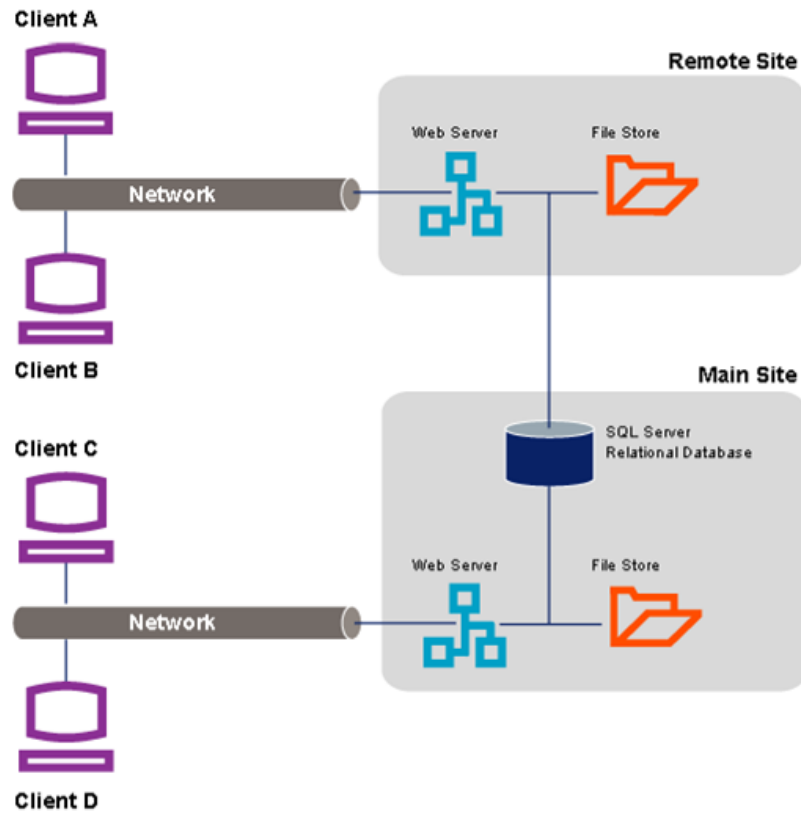 Client A
Remote Site
Web Server
File Store
Network
Client B
Main Site
Client C
SQL Server
Relational Database
Web Server
File Store
Network
Client D